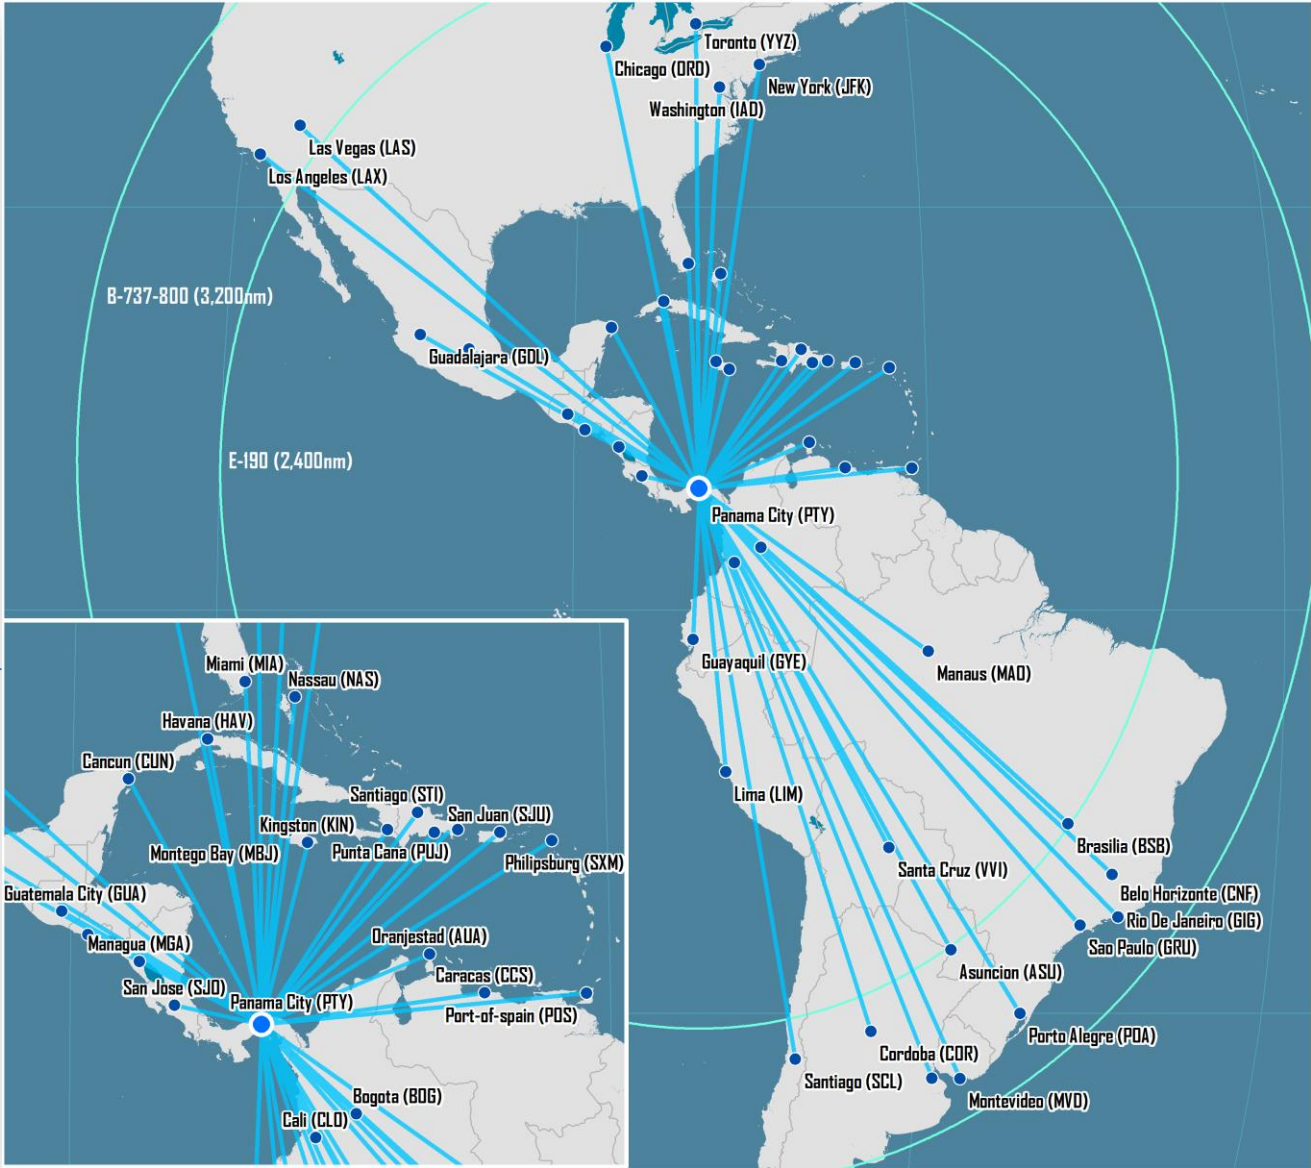 Toronto (YYZ)
Chicago (ORD)
New York (JFK)
Washington (IAD)
Las Vegas (LAS)
Los Angeles (LAX)
B-737-800 (3,200nm)
Guadalajara (GDL)
E-190 (2,400nm)
Panama City (PTY)
Guayaquil (GYE)
Manaus (MAO)
Lima (LIM)
Brasilia (BSB)
Santa Cruz (VVI)
Belo Horizonte (CNF)
Rio De Janeiro (GIG)
Sao Paulo (GRU)
Asuncion (ASU)
Porto Alegre (POA)
Cordoba (COR)
Santiago (SCL)
Montevideo (MVD)
Miami (MIA)
Nassau (NAS)
Havana (HAV)
Cancun (CUN)
Santiago (STI)
San Juan (SJU)
Kingston (KIN)
Montego Bay (MBJ)
Punta Cana (PUJ)
Philipsburg (SXM)
Guatemala City (GUA)
Managua (MGA)
Oranjestad (AUA)
Caracas (CCS)
San Jose (SJO)
Panama City (PTY)
Port-of-spain (POS)
Bogota (BOG)
Cali (CLO)